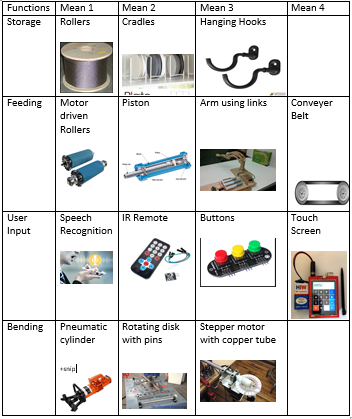 Functions Mean 1 Mean 2 Mean 3 Mean 4
Storage Rollers Cradles Hanging Hooks
Feeding Motor Piston Arm using links Conveyer
driven Belt
Rollers
User Speech IR Remote Buttons Touch
Input Recognition Screen
Bending Pneumatic Rotating disk Stepper motor
cylinder with pins with copper tube
+snip